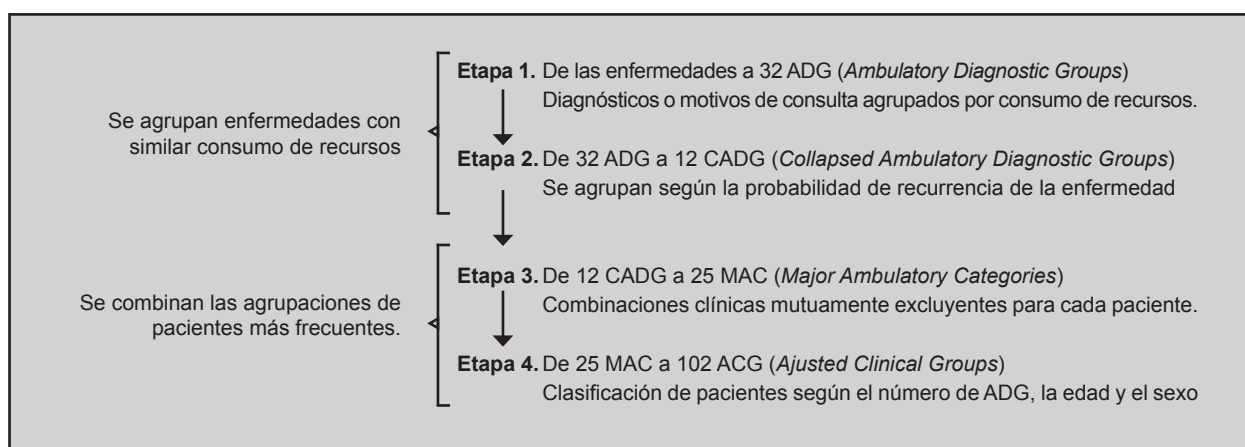 Se agrupan enfermedades con
similar consumo de recursos
Etapa 1. De las enfermedades a 32 ADG (Ambulatory Diagnostic Groups)
Diagnósticos o motivos de consulta agrupados por consumo de recursos.
Etapa 2. De 32 ADG a 12 CADG (Collapsed Ambulatory Diagnostic Groups)
Se agrupan según la probabilidad de recurrencia de la enfermedad
Se combinan las agrupaciones de
pacientes más frecuentes.
Etapa 3. De 12 CADG a 25 MAC (Major Ambulatory Categories)
Combinaciones clínicas mutuamente excluyentes para cada paciente.
Etapa 4. De 25 MAC a 102 ACG (Ajusted Clinical Groups)
Clasificación de pacientes según el número de ADG, la edad y el sexo